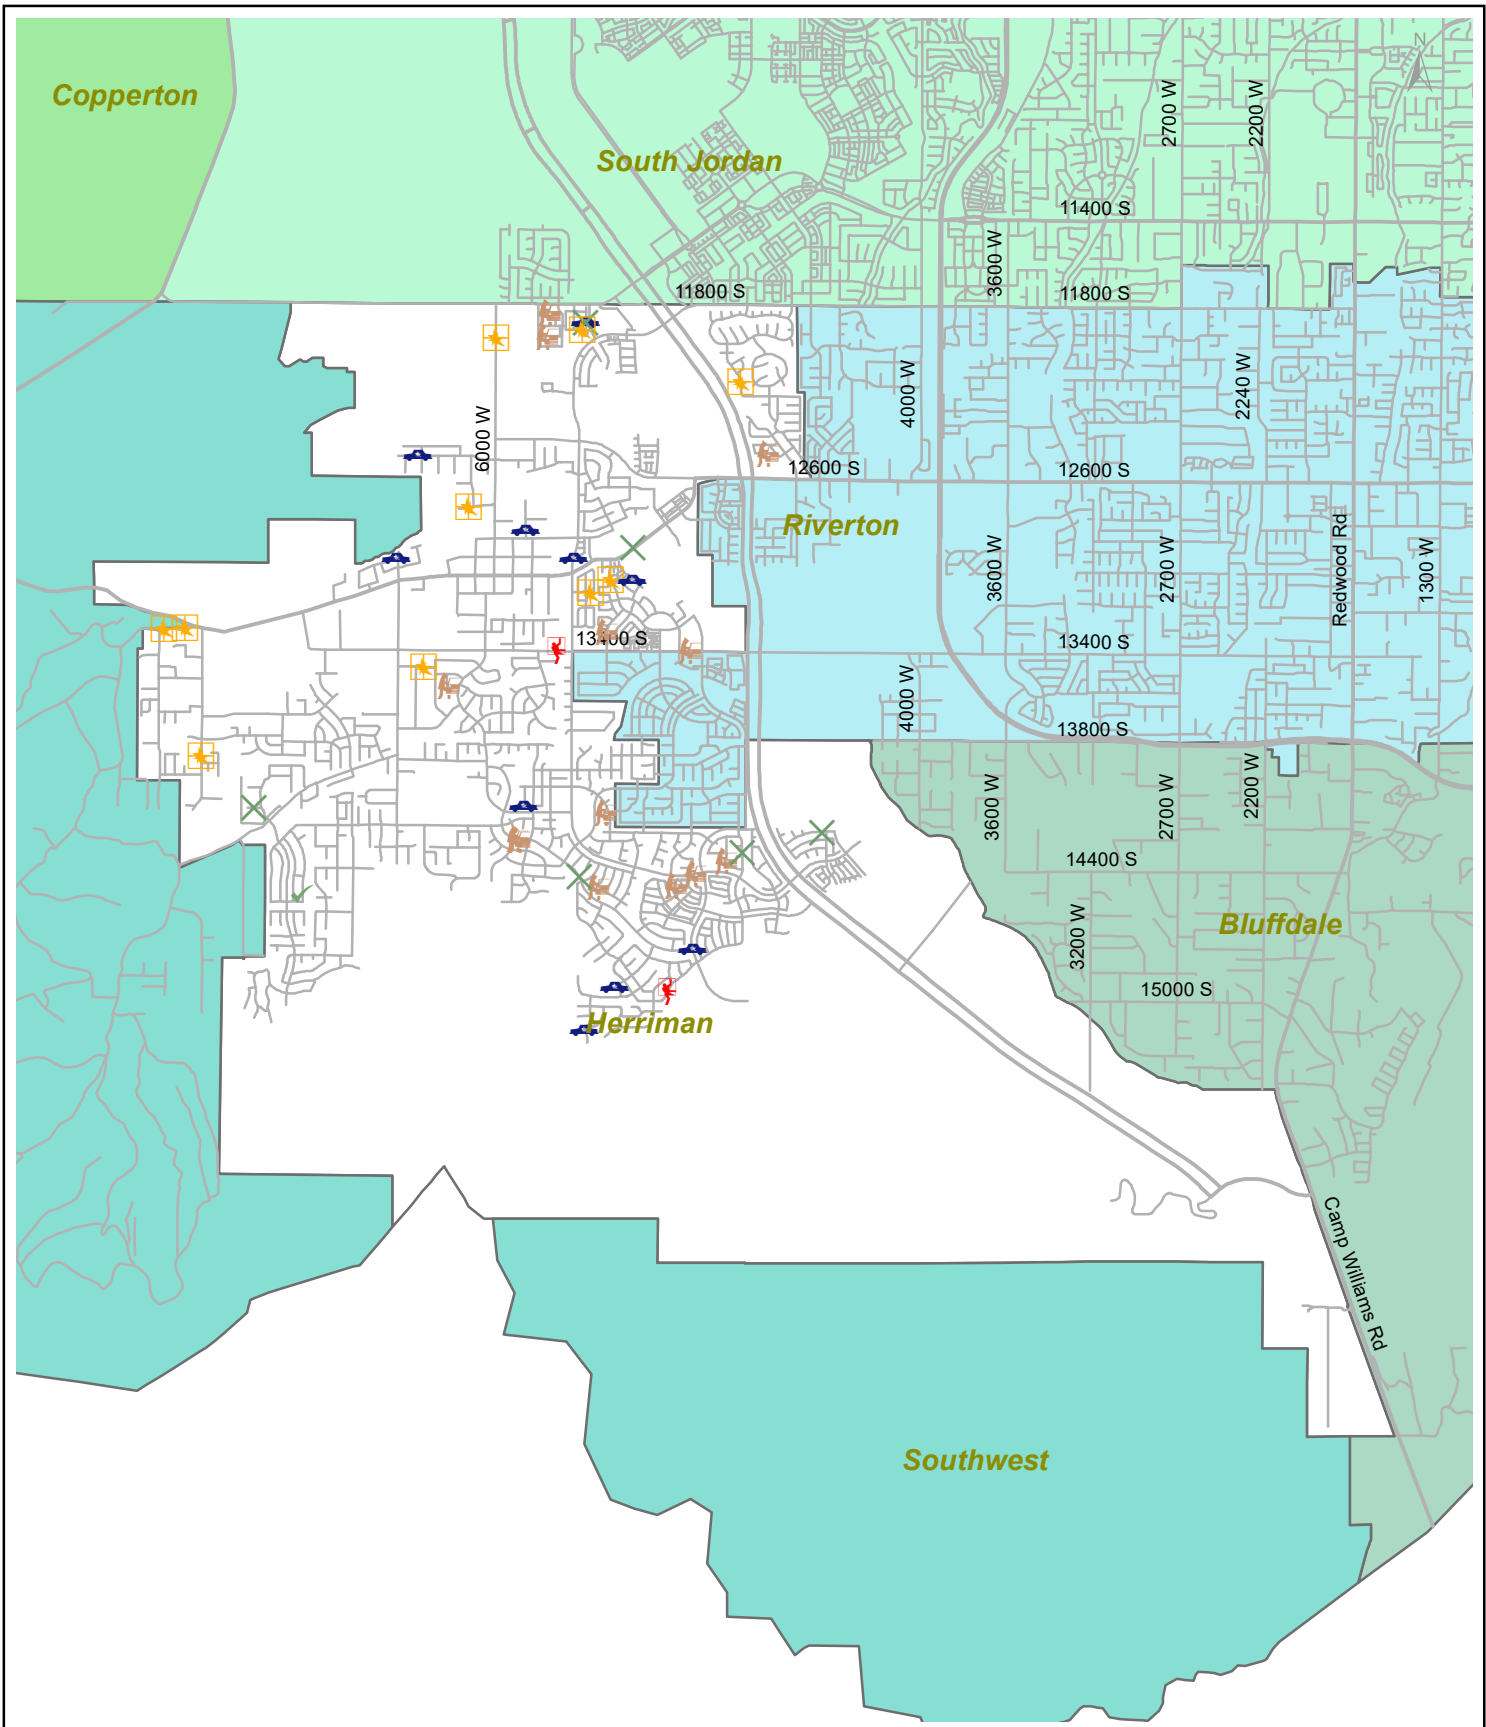 N
Copperton
2700 W
2200 W
South Jordan
11400 S
3600 W
11800 S
11800 S
4000 W
2240 W
6000 W
12600 S
12600 S
Riverton
Redwood Rd
3600 W
2700 W
1300 W
13400 S
13400 S
4000 W
13800 S
3600 W
2700 W
2200 W
14400 S
3200 W
Bluffdale
15000 S
Herriman
Camp Williams Rd
Southwest